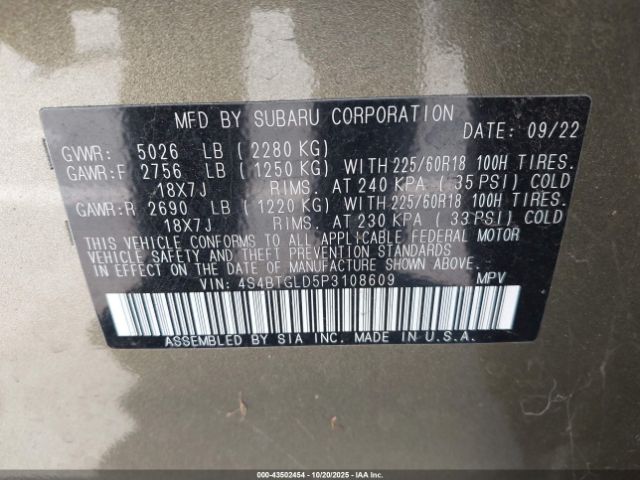 MFD BY SUBARU CORPORATION
DATE: 09/22
GVWR: 5026 LB ( 2280 KG)
GAWR:F 2756 LB ( 1250 KG) WITH 225/60R18 100H TIRES.
18X7J RIMS. AT 240 KPA ( 35 PSI) COLD
GAWR:R 2690 LB ( 1220 KG) WITH 225/60R18 100H TIRES.
18X7J RIMS. AT 230 KPA ( 33 PSI) COLD
THIS VEHICLE CONFORMS TO ALL APPLICABLE FEDERAL MOTOR
VEHICLE SAFETY AND THEFT PREVENTION STANDARDS IN EFFECT
ON THE DATE OF MANUFACTURE SHOWN ABOVE.
VIN: 4S4BTGLD5P3108609 MPV
ASSEMBLED BY SIA INC. MADE IN U.S.A.
000-43502454 | 10/20/2025 | IAAI.COM